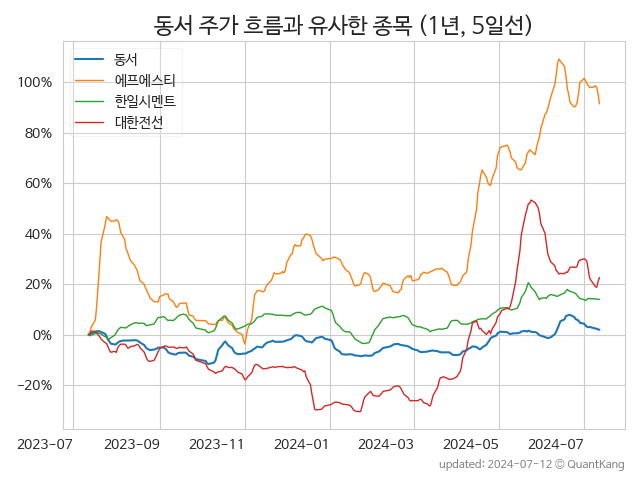 동서 주가 흐름과 유사한 종목 (1년, 5일선)
동서
에프에스티
한일시멘트
대한전선
100%
80%
60%
40%
20%
0%
−20%
2023-07 2023-09 2023-11 2024-01 2024-03 2024-05 2024-07
updated: 2024-07-12 © QuantKang